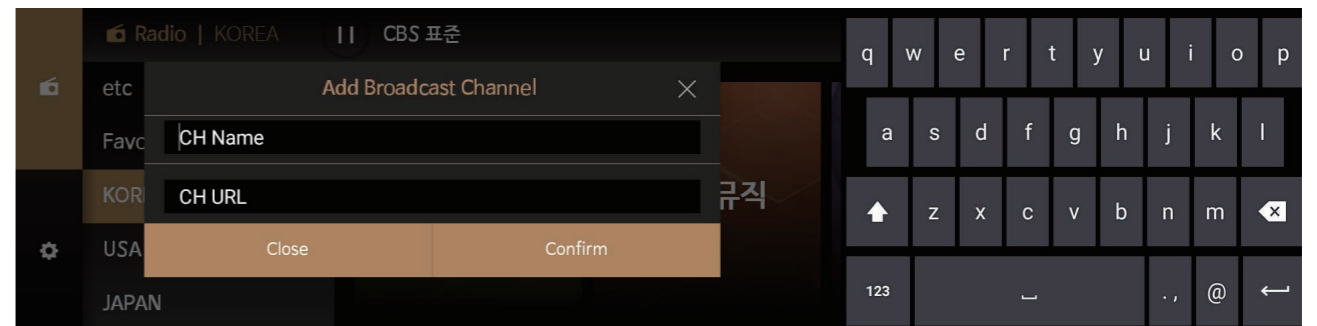 Radio | KOREA CBS 표준
etc
Add Broadcast Channel
Favo
CH Name
뮤직
KOR
CH URL
USA
Close Confirm
JAPAN
q w e r t y u i o p
a s d f g h j k l
z x c v b n m
123 ., @